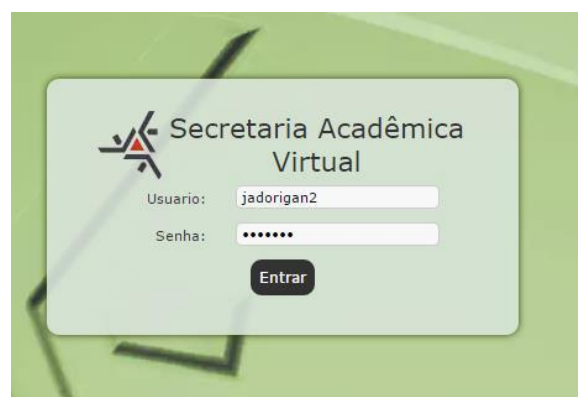 Secretaria Acadêmica
Virtual
Usuario: jadorigan2
Senha: •••••••
Entrar